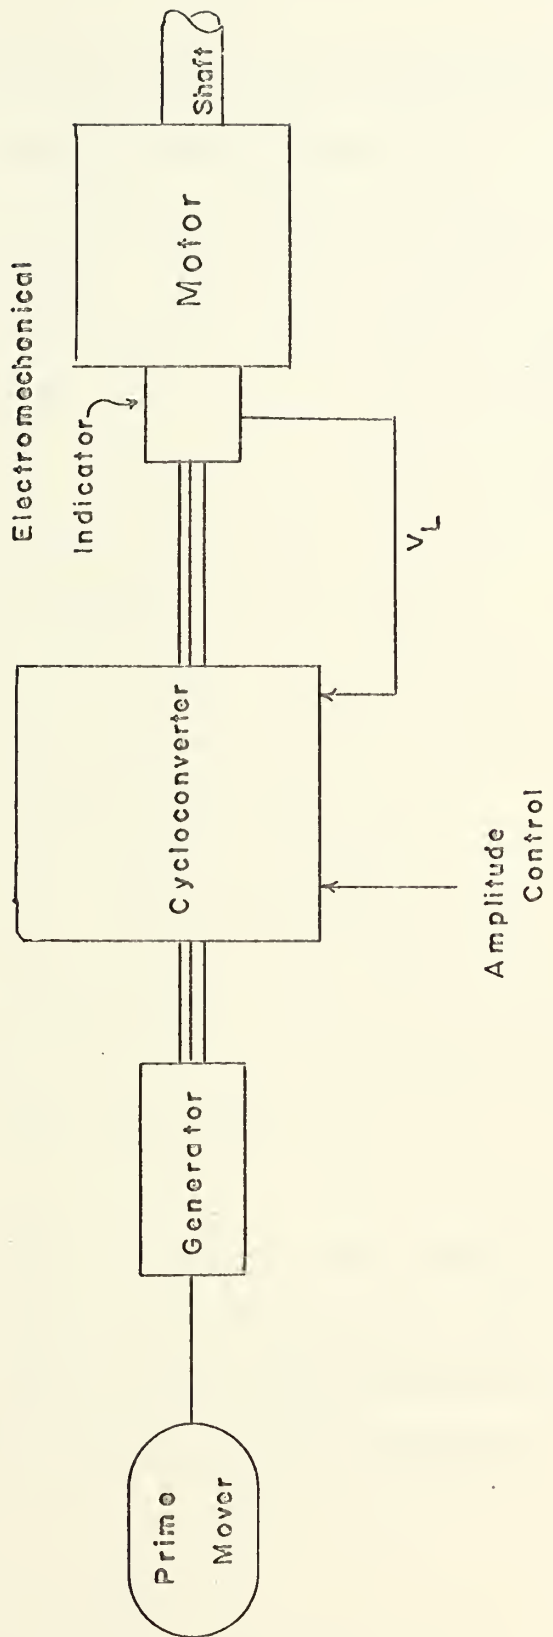 Prime
Mover
Generator
Cycloconverter
Amplitude
Control
V_L
Electromechanical
Indicator
Motor
Shaft